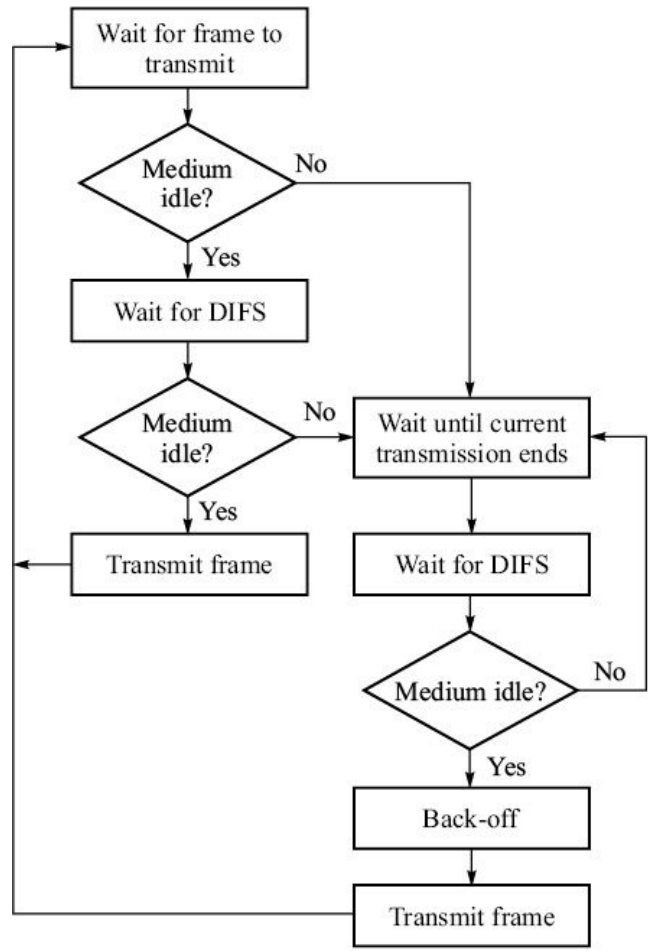 Wait for frame to
transmit
Medium
idle?
No
Yes
Wait for DIFS
Medium
idle?
No
Yes
Transmit frame
Wait until current
transmission ends
Wait for DIFS
Medium idle?
No
Yes
Back-off
Transmit frame